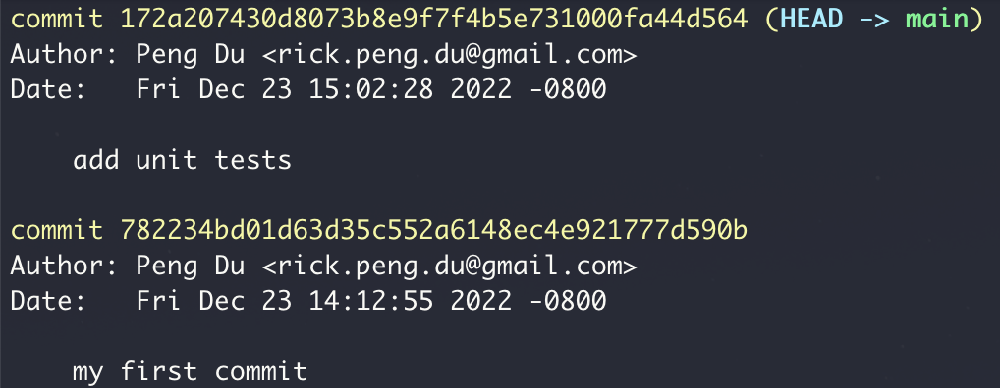 commit 172a207430d8073b8e9f7f4b5e731000fa44d564 (HEAD -> main)
Author: Peng Du <rick.peng.du@gmail.com>
Date:   Fri Dec 23 15:02:28 2022 -0800
    add unit tests
commit 782234bd01d63d35c552a6148ec4e921777d590b
Author: Peng Du <rick.peng.du@gmail.com>
Date:   Fri Dec 23 14:12:55 2022 -0800
    my first commit